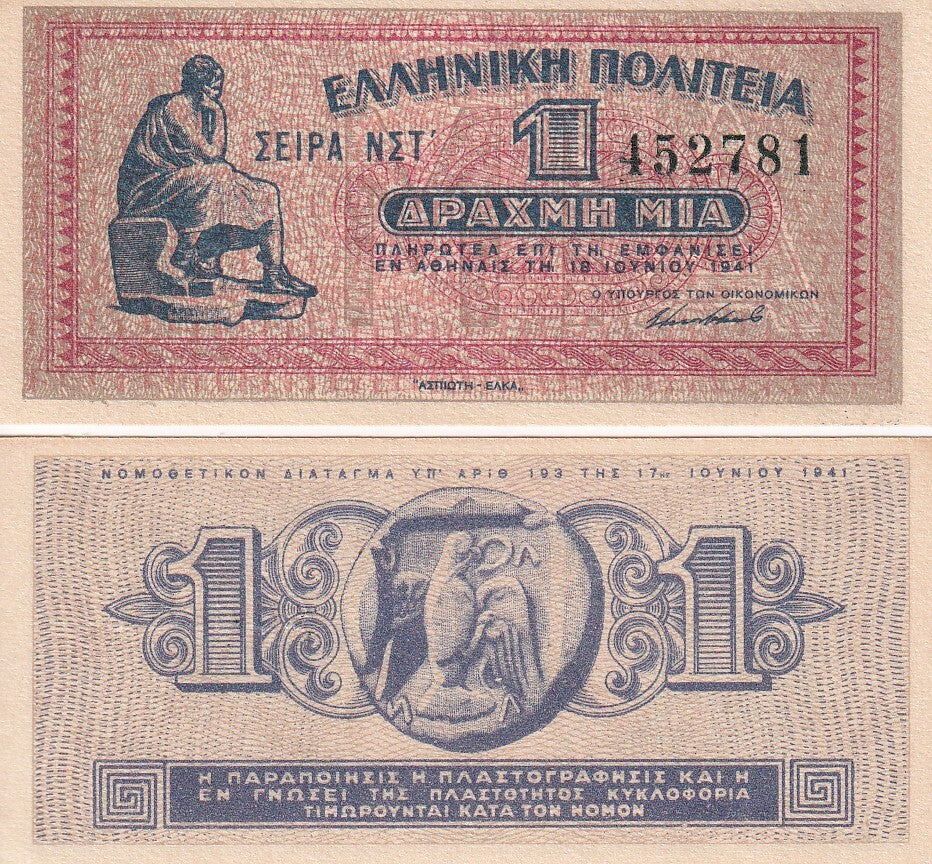 ΕΛΛΗΝΙΚΗ ΠΟΛΙΤΕΙΑ
ΣΕΙΡΑ ΝΣΤ΄ 1 452781
ΔΡΑΧΜΗ ΜΙΑ
ΠΛΗΡΩΤΕΑ ΕΠΙ ΤΗ ΕΜΦΑΝΙΣΕΙ
ΕΝ ΑΘΗΝΑΙΣ ΤΗ 18 ΙΟΥΝΙΟΥ 1941
Ο ΥΠΟΥΡΓΟΣ ΤΩΝ ΟΙΚΟΝΟΜΙΚΩΝ
"ΑΣΠΙΩΤΗ - ΕΛΚΑ„
ΝΟΜΟΘΕΤΙΚΟΝ ΔΙΑΤΑΓΜΑ ΥΠ' ΑΡΙΘ 193 ΤΗΣ 17ης ΙΟΥΝΙΟΥ 1941
1 1
Η ΠΑΡΑΠΟΙΗΣΙΣ Η ΠΛΑΣΤΟΓΡΑΦΗΣΙΣ ΚΑΙ Η
ΕΝ ΓΝΩΣΕΙ ΤΗΣ ΠΛΑΣΤΟΤΗΤΟΣ ΚΥΚΛΟΦΟΡΙΑ
ΤΙΜΩΡΟΥΝΤΑΙ ΚΑΤΑ ΤΟΝ ΝΟΜΟΝ